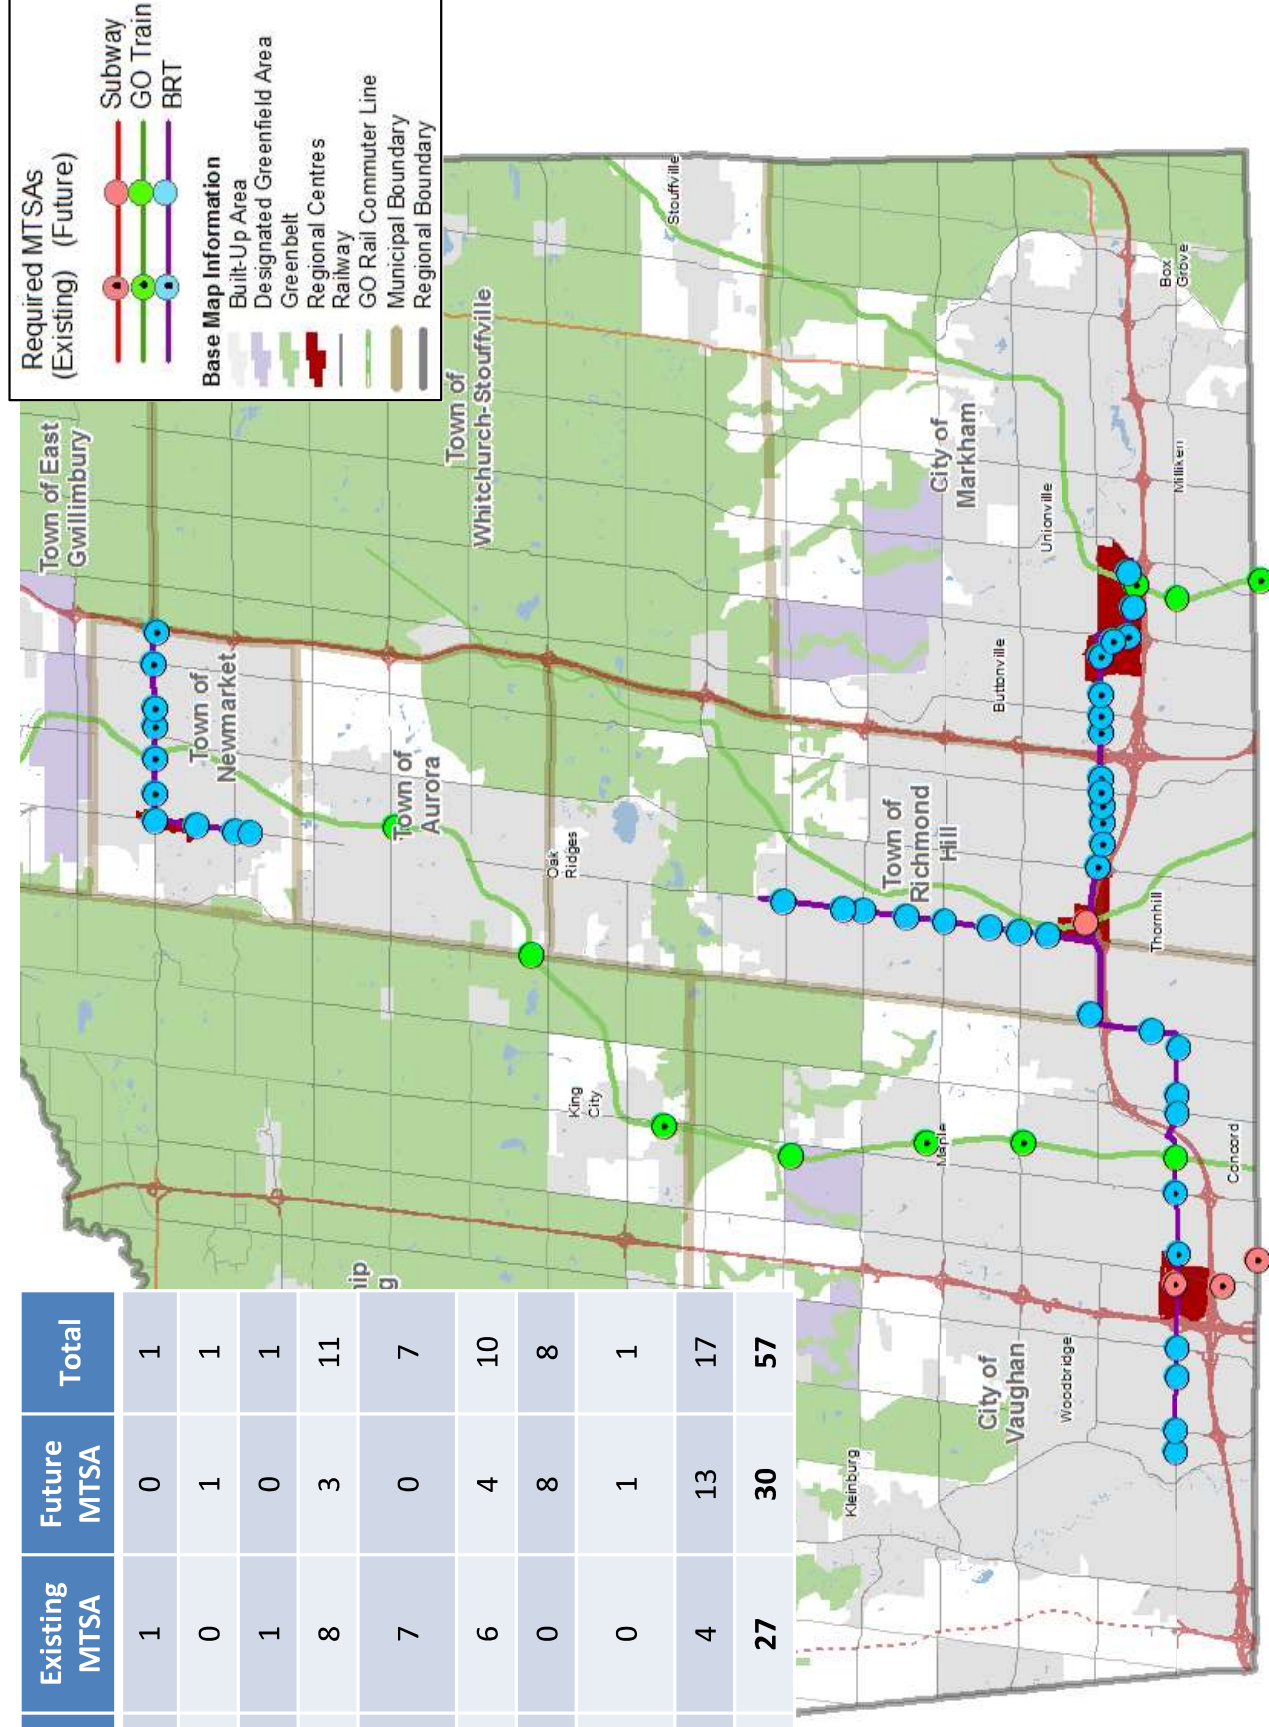 Existing MTSA
Future MTSA
Total
1 0 1
0 1 1
1 0 1
8 3 11
7 0 7
6 4 10
0 8 8
0 1 1
4 13 17
27 30 57
Required MTSAs
(Existing) (Future)
Subway
GO Train
BRT
Base Map Information
Built-Up Area
Designated Greenfield Area
Greenbelt
Regional Centres
Railway
GO Rail Commuter Line
Municipal Boundary
Regional Boundary
Town of East
Gwillimbury
Town of
Newmarket
Town of
Aurora
Town of
Whitchurch-Stouffville
Stouffville
ip
g
King
City
Oak
Ridges
Kleinburg
City of
Vaughan
Woodbridge
Maple
Concord
Town of
Richmond
Hill
Thornhill
Buttonville
City of
Markham
Unionville
Milliken
Box
Grove